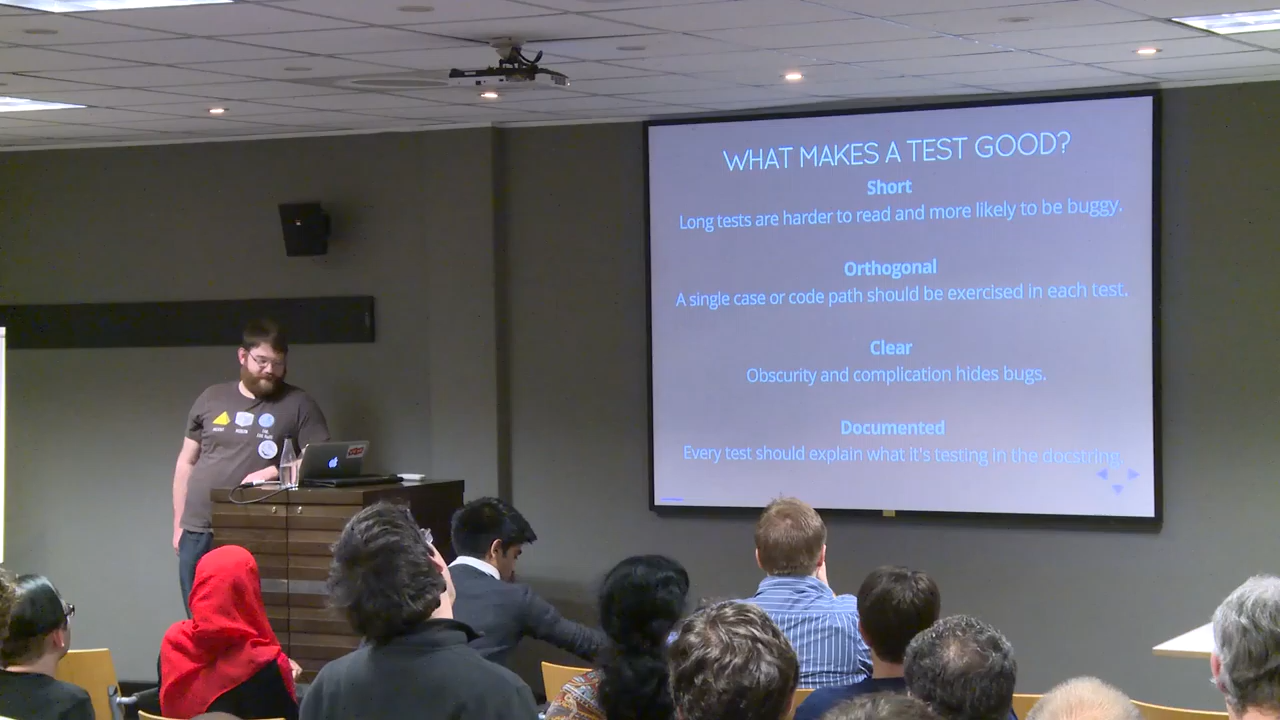 WHAT MAKES A TEST GOOD?
Short
Long tests are harder to read and more likely to be buggy.
Orthogonal
A single case or code path should be exercised in each test.
Clear
Obscurity and complication hides bugs.
Documented
Every test should explain what it's testing in the docstring.